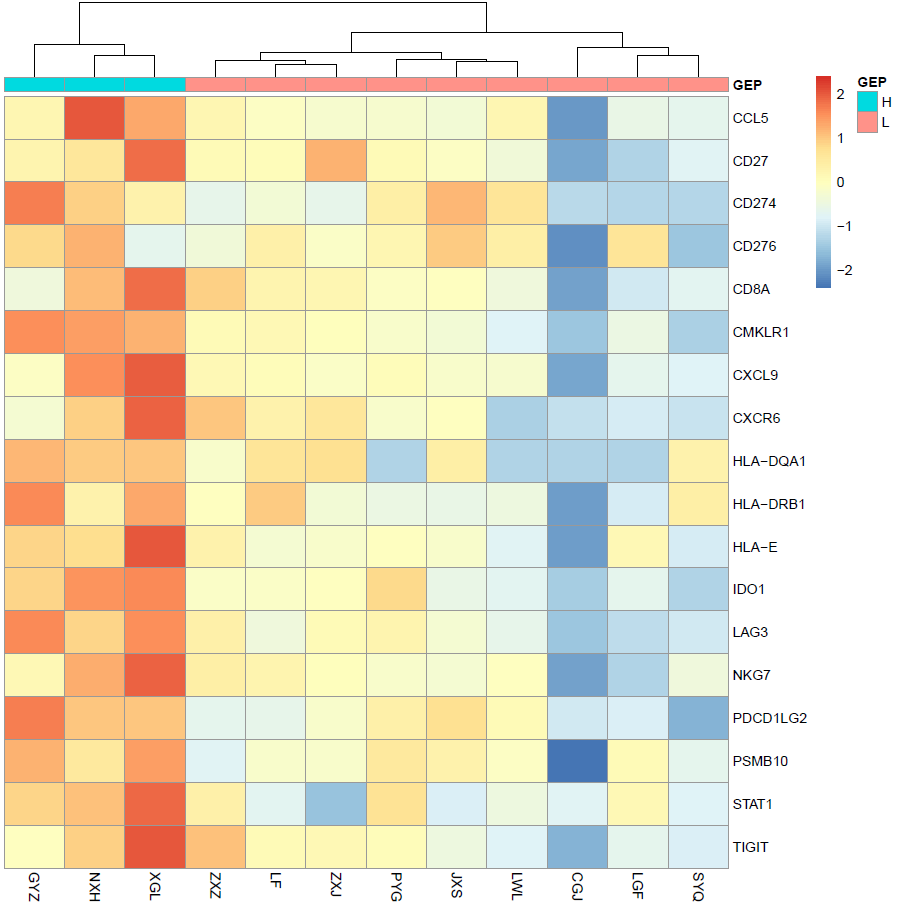 GEP
CCL5
CD27
CD274
CD276
CD8A
CMKLR1
CXCL9
CXCR6
HLA−DQA1
HLA−DRB1
HLA−E
IDO1
LAG3
NKG7
PDCD1LG2
PSMB10
STAT1
TIGIT
GYZ
NXH
XGL
ZXZ
LF
ZXJ
PYG
JXS
LWL
CGJ
LGF
SYQ
2
1
0
−1
−2
GEP
H
L